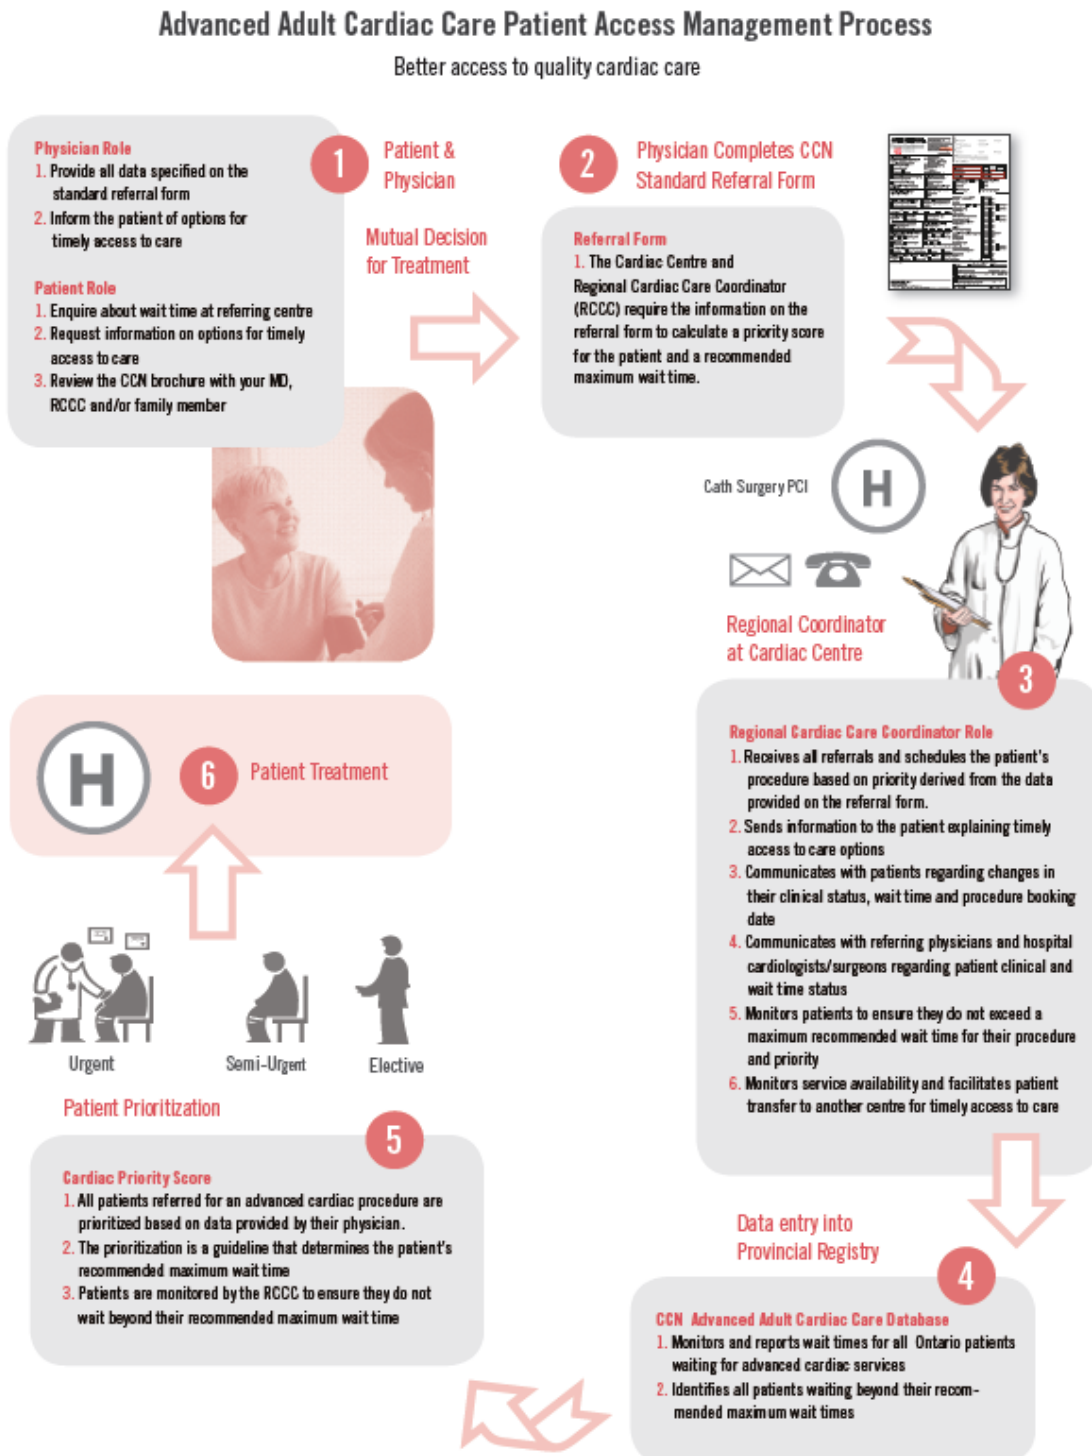 Advanced Adult Cardiac Care Patient Access Management Process
Better access to quality cardiac care
Physician Role
1. Provide all data specified on the
standard referral form
2. Inform the patient of options for
timely access to care
Patient Role
1. Enquire about wait time at referring centre
2. Request information on options for timely
access to care
3. Review the CCN brochure with your MD,
RCCC and/or family member
1
Patient &
Physician
Mutual Decision
for Treatment
2
Physician Completes CCN
Standard Referral Form
Referral Form
1. The Cardiac Centre and
Regional Cardiac Care Coordinator
(RCCC) require the information on the
referral form to calculate a priority score
for the patient and a recommended
maximum wait time.
Cath Surgery PCI
H
Regional Coordinator
at Cardiac Centre
3
Regional Cardiac Care Coordinator Role
1. Receives all referrals and schedules the patient's
procedure based on priority derived from the data
provided on the referral form.
2. Sends information to the patient explaining timely
access to care options
3. Communicates with patients regarding changes in
their clinical status, wait time and procedure booking
date
4. Communicates with referring physicians and hospital
cardiologists/surgeons regarding patient clinical and
wait time status
5. Monitors patients to ensure they do not exceed a
maximum recommended wait time for their procedure
and priority
6. Monitors service availability and facilitates patient
transfer to another centre for timely access to care
Data entry into
Provincial Registry
4
CCN Advanced Adult Cardiac Care Database
1. Monitors and reports wait times for all Ontario patients
waiting for advanced cardiac services
2. Identifies all patients waiting beyond their recom-
mended maximum wait times
H
6
Patient Treatment
Urgent
Semi-Urgent
Elective
Patient Prioritization
5
Cardiac Priority Score
1. All patients referred for an advanced cardiac procedure are
prioritized based on data provided by their physician.
2. The prioritization is a guideline that determines the patient's
recommended maximum wait time
3. Patients are monitored by the RCCC to ensure they do not
wait beyond their recommended maximum wait time